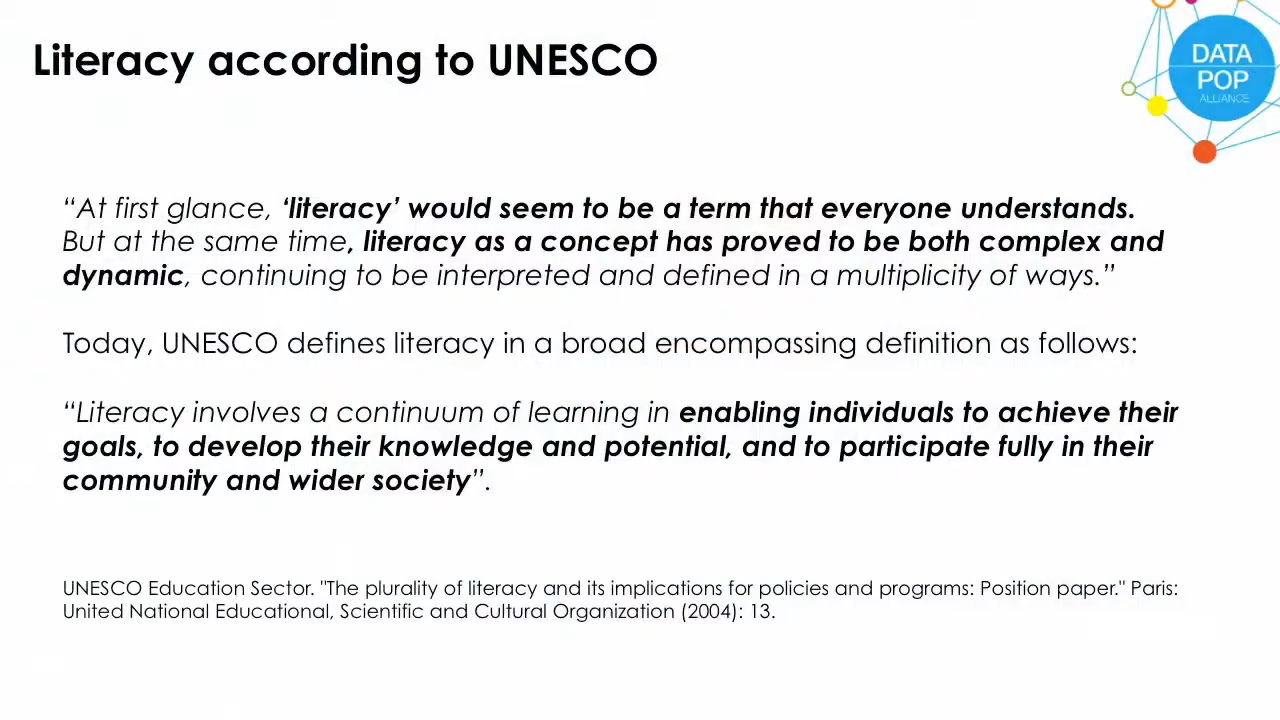 Literacy according to UNESCO
DATA
POP
ALLIANCE
“At first glance, ‘literacy’ would seem to be a term that everyone understands.
But at the same time, literacy as a concept has proved to be both complex and
dynamic, continuing to be interpreted and defined in a multiplicity of ways.”
Today, UNESCO defines literacy in a broad encompassing definition as follows:
“Literacy involves a continuum of learning in enabling individuals to achieve their
goals, to develop their knowledge and potential, and to participate fully in their
community and wider society”.
UNESCO Education Sector. "The plurality of literacy and its implications for policies and programs: Position paper." Paris:
United National Educational, Scientific and Cultural Organization (2004): 13.